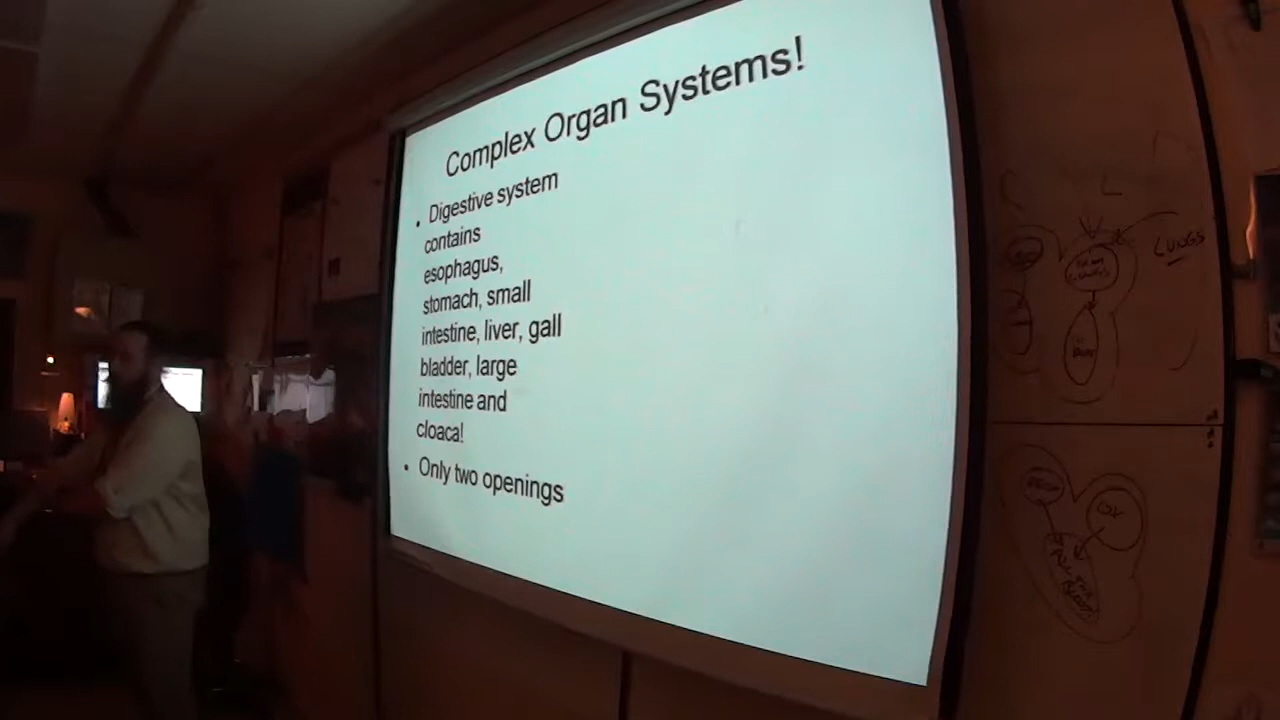 Complex Organ Systems!
• Digestive system
contains
esophagus,
stomach, small
intestine, liver, gall
bladder, large
intestine and
cloaca!
• Only two openings
LUNGS